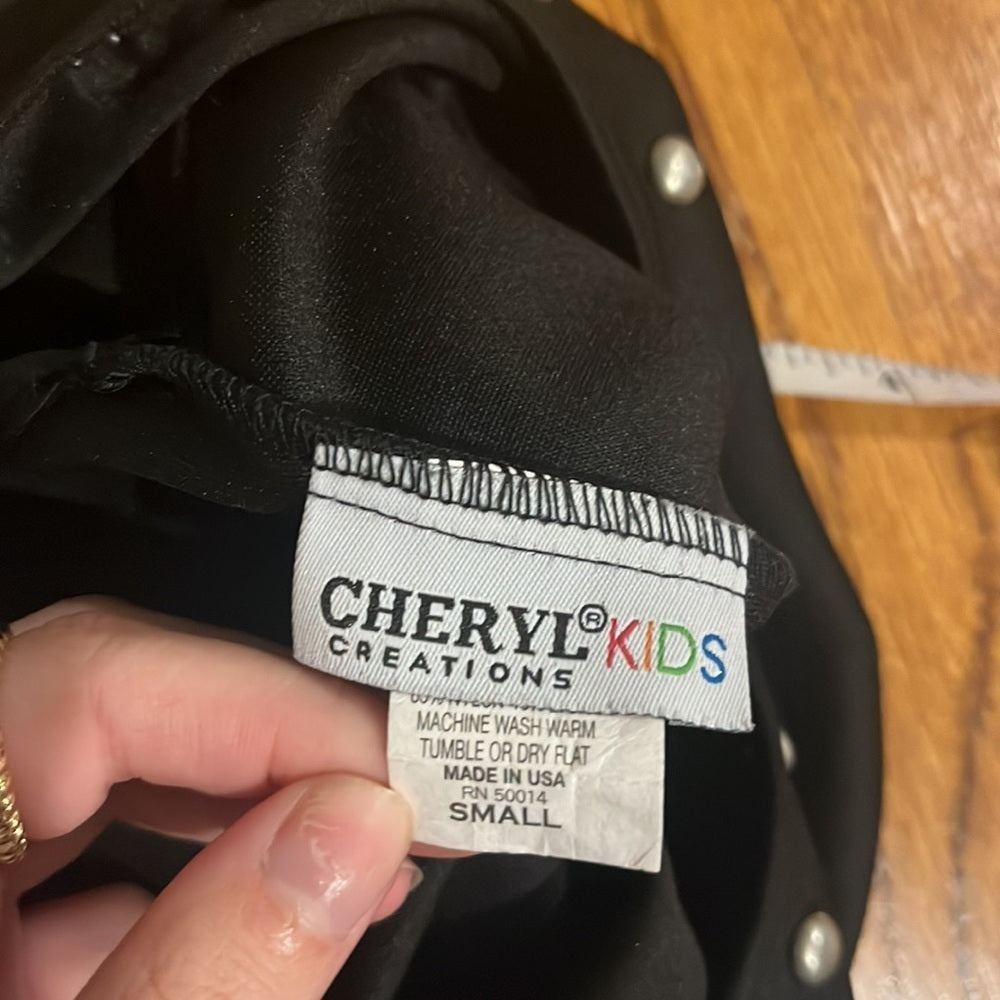 CHERYL® KIDS
CREATIONS
MACHINE WASH WARM
TUMBLE OR DRY FLAT
MADE IN USA
RN 50014
SMALL